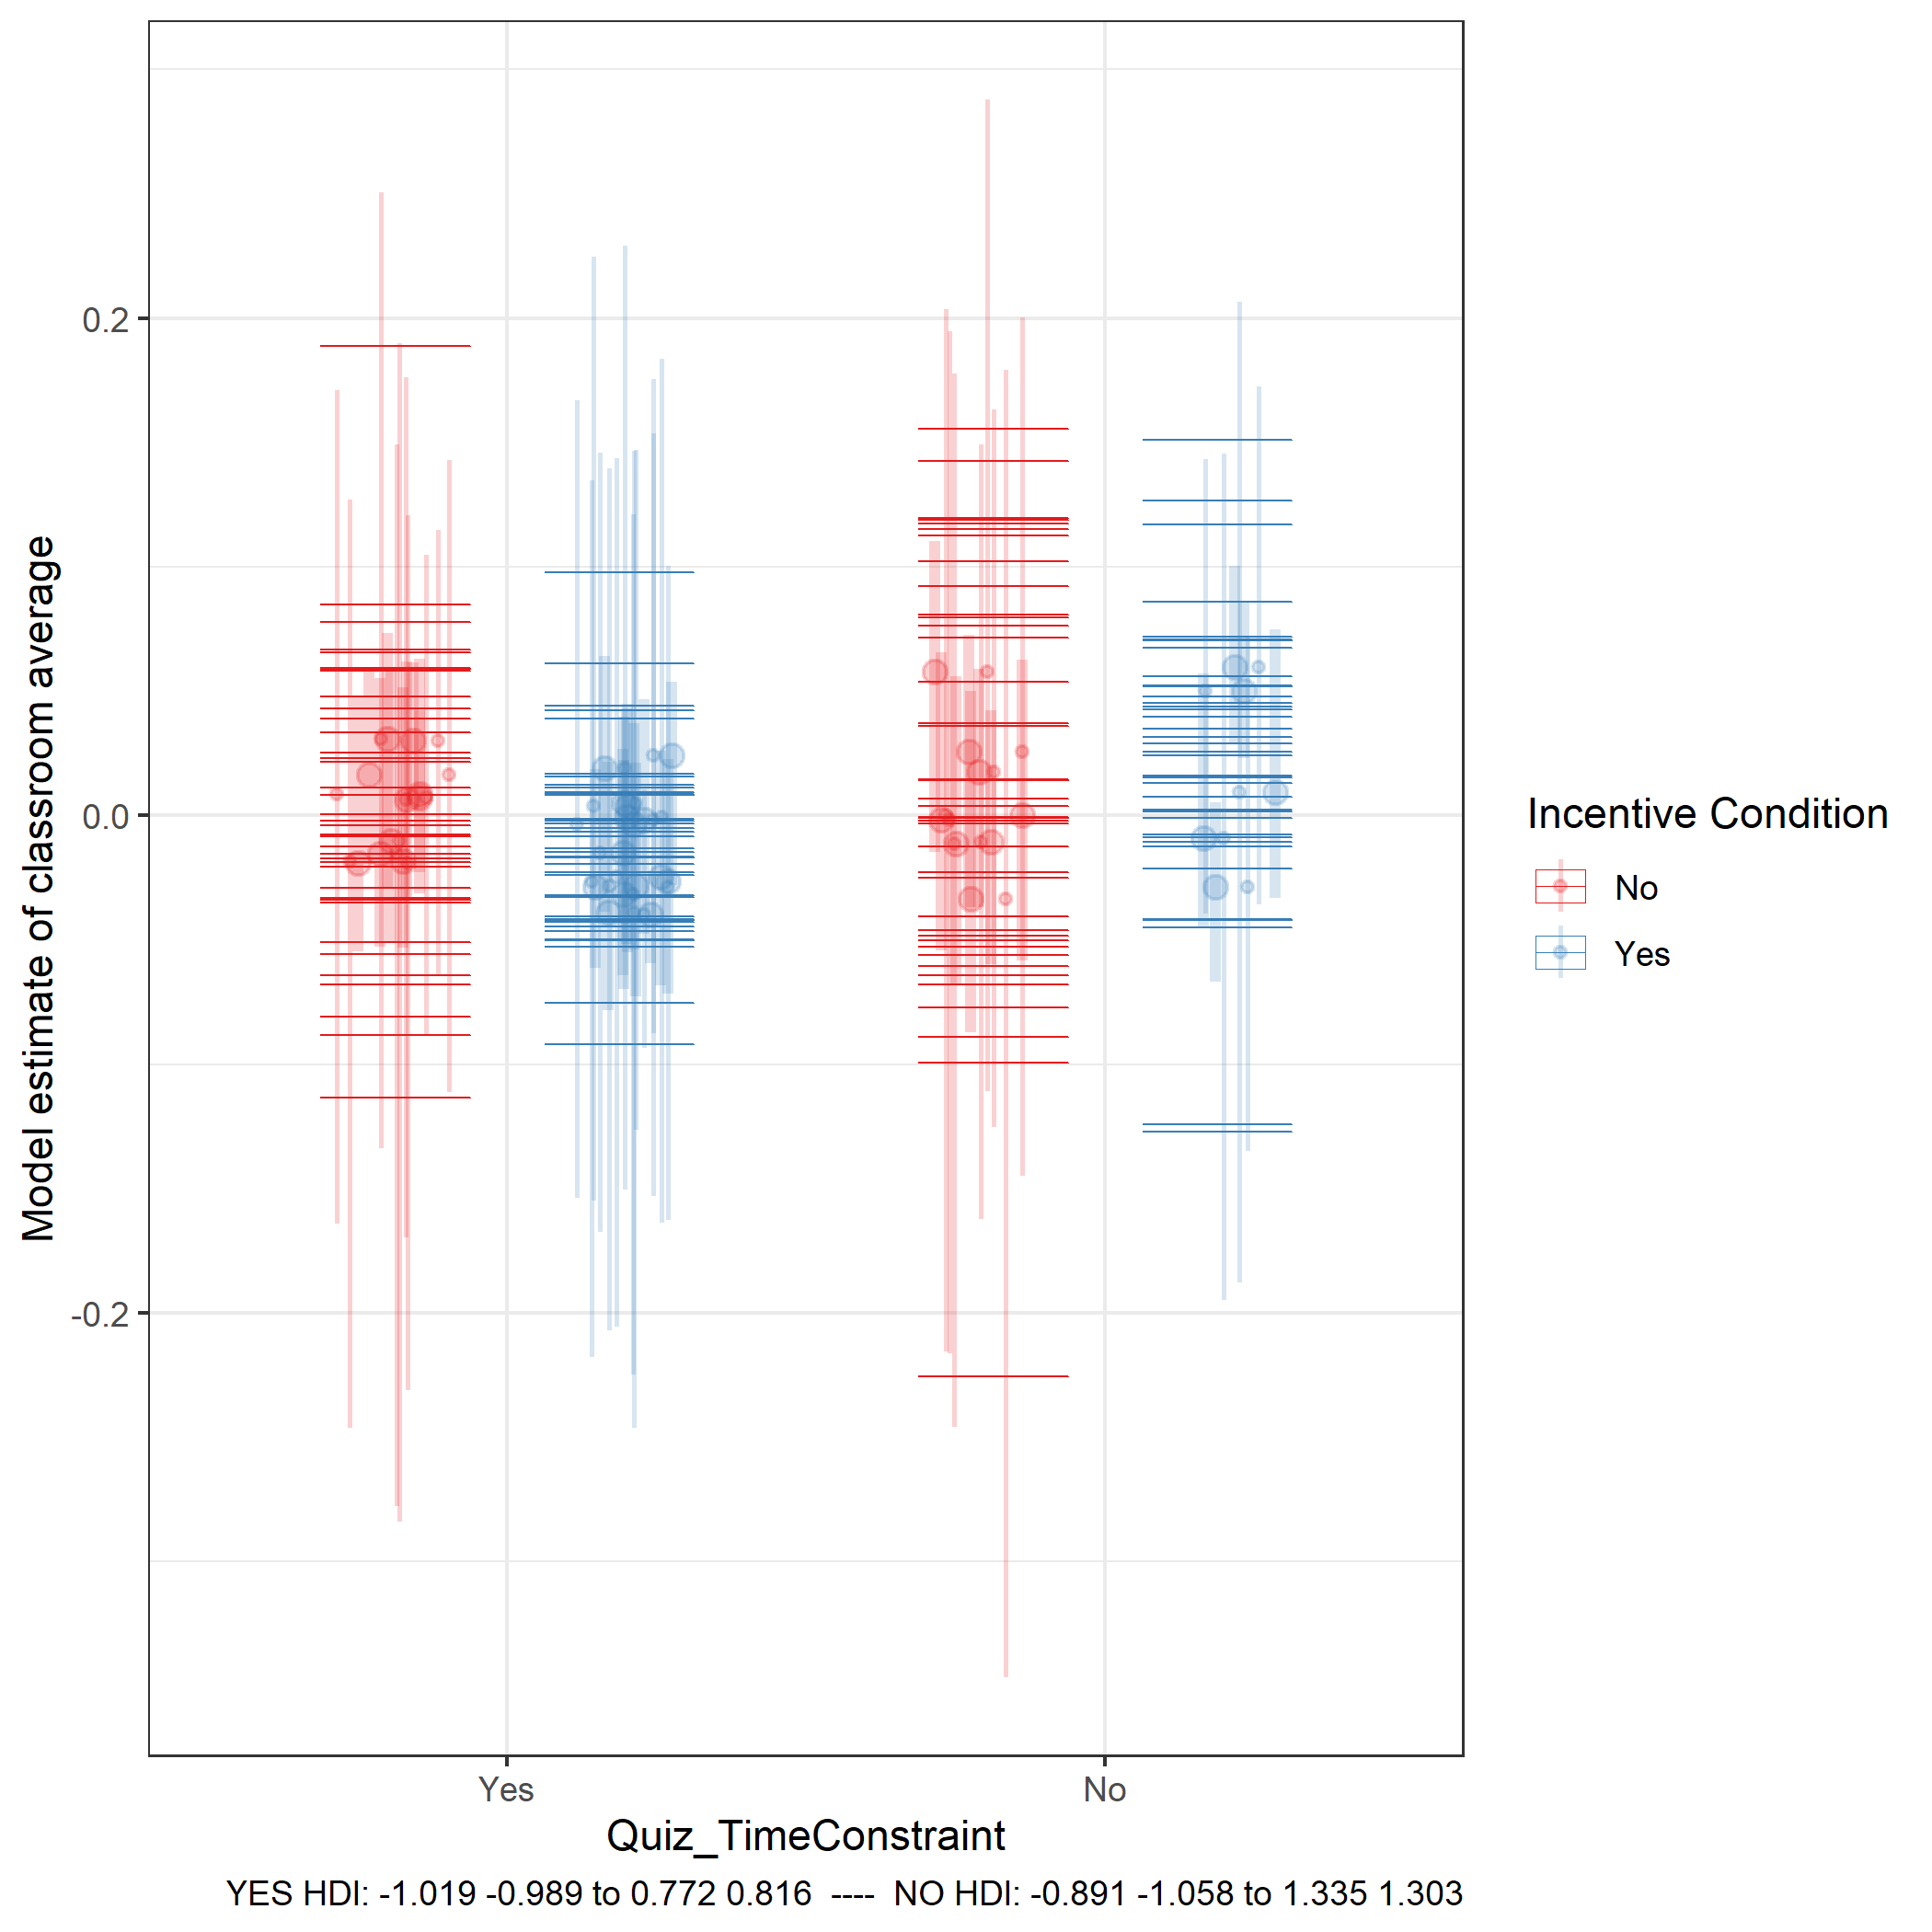 Model estimate of classroom average
0.2
0.0
-0.2
Yes
No
Quiz_TimeConstraint
YES HDI: -1.019 -0.989 to 0.772 0.816 ---- NO HDI: -0.891 -1.058 to 1.335 1.303
Incentive Condition
No
Yes